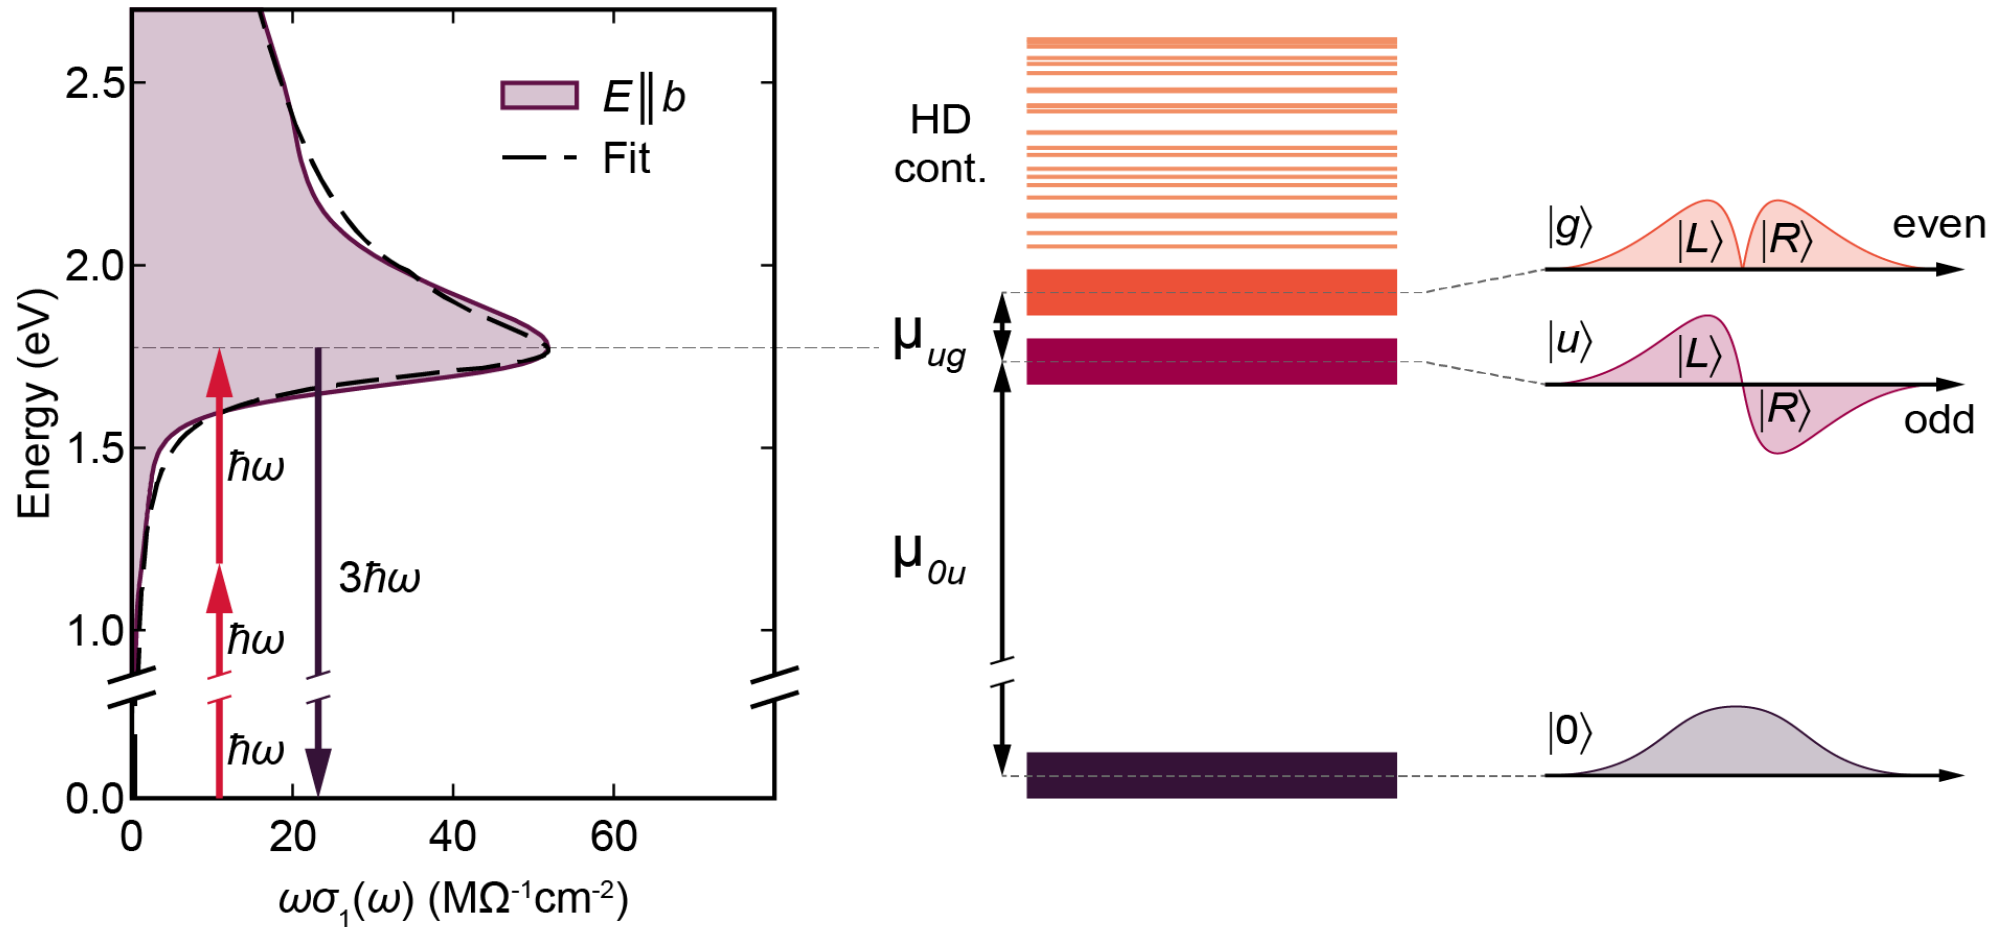 2.5
2.0
1.5
1.0
0.0
Energy (eV)
0
20
40
60
ωσ₁(ω) (MΩ⁻¹cm⁻²)
E∥b
Fit
ħω
ħω
ħω
3ħω
HD
cont.
μug
μ0u
|g⟩
|L⟩
|R⟩
even
|u⟩
|L⟩
|R⟩
odd
|0⟩